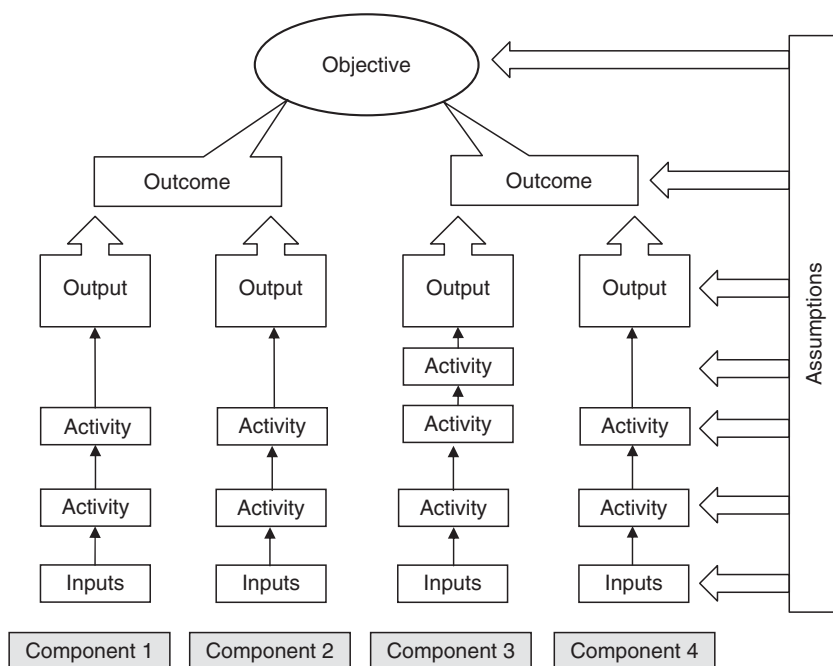 Objective
Outcome
Outcome
Output
Output
Output
Output
Activity
Activity
Activity
Activity
Activity
Activity
Activity
Activity
Activity
Inputs
Inputs
Inputs
Inputs
Component 1
Component 2
Component 3
Component 4
Assumptions